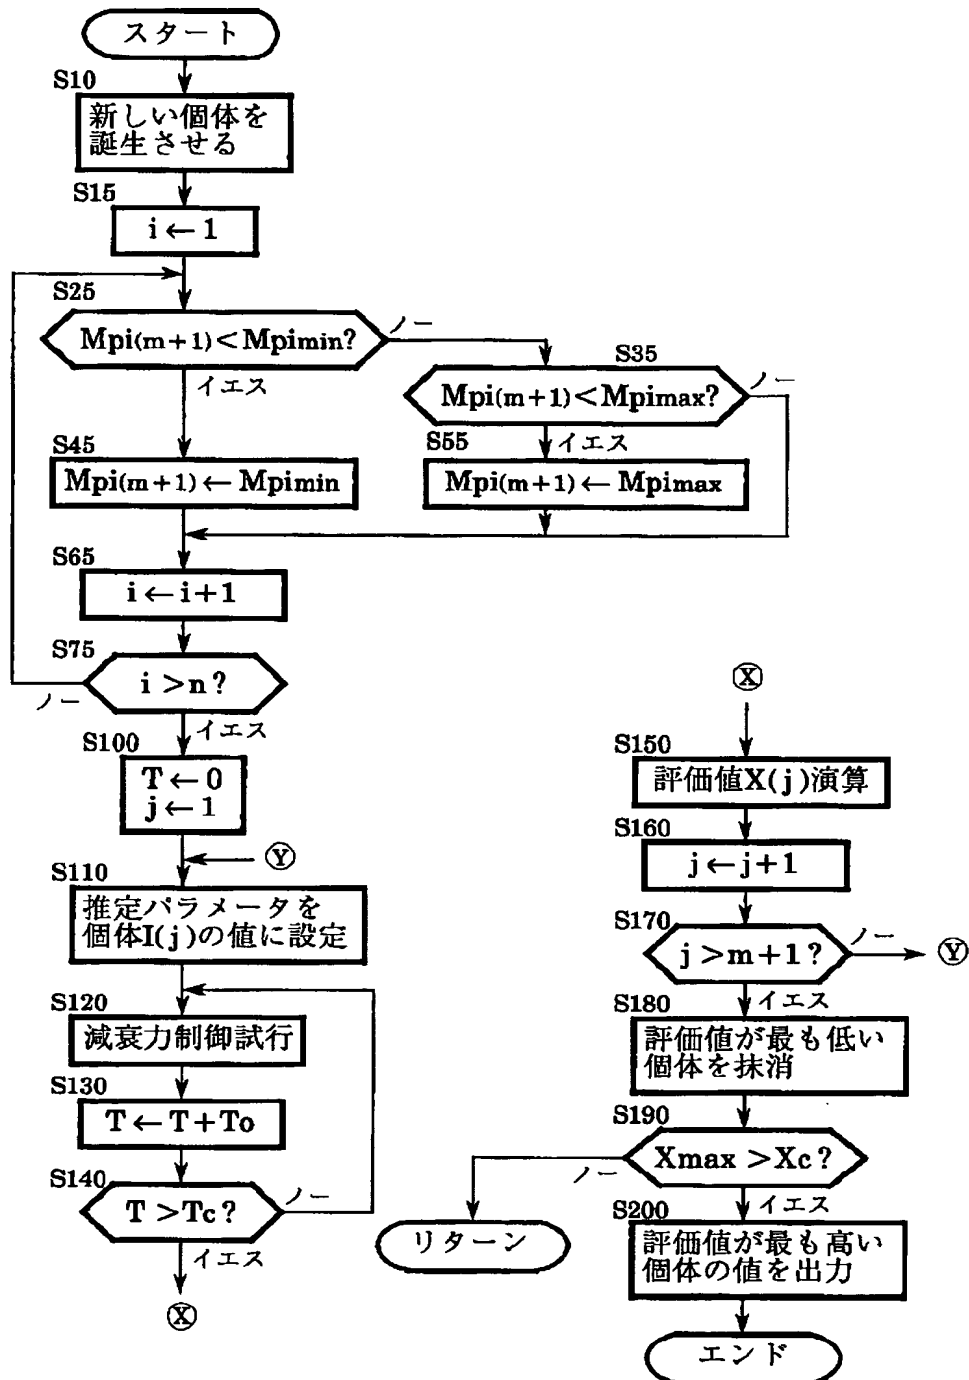 スタート
S10
新しい個体を
誕生させる
S15
i ← 1
S25
Mpi(m+1)<Mpimin?
ノー
イエス
S35
Mpi(m+1)<Mpimax?
ノー
イエス
S45
Mpi(m+1) ← Mpimin
S55
Mpi(m+1) ← Mpimax
S65
i ← i+1
S75
i >n ?
ノー
イエス
S100
T ← 0
j ← 1
Ⓨ
S110
推定パラメータを
個体I(j)の値に設定
S120
減衰力制御試行
S130
T ← T+To
S140
T >Tc ?
ノー
イエス
Ⓧ
Ⓧ
S150
評価値X(j)演算
S160
j ← j+1
S170
j >m+1 ?
ノー
Ⓨ
イエス
S180
評価値が最も低い
個体を抹消
S190
Xmax >Xc ?
ノー
リターン
イエス
S200
評価値が最も高い
個体の値を出力
エンド